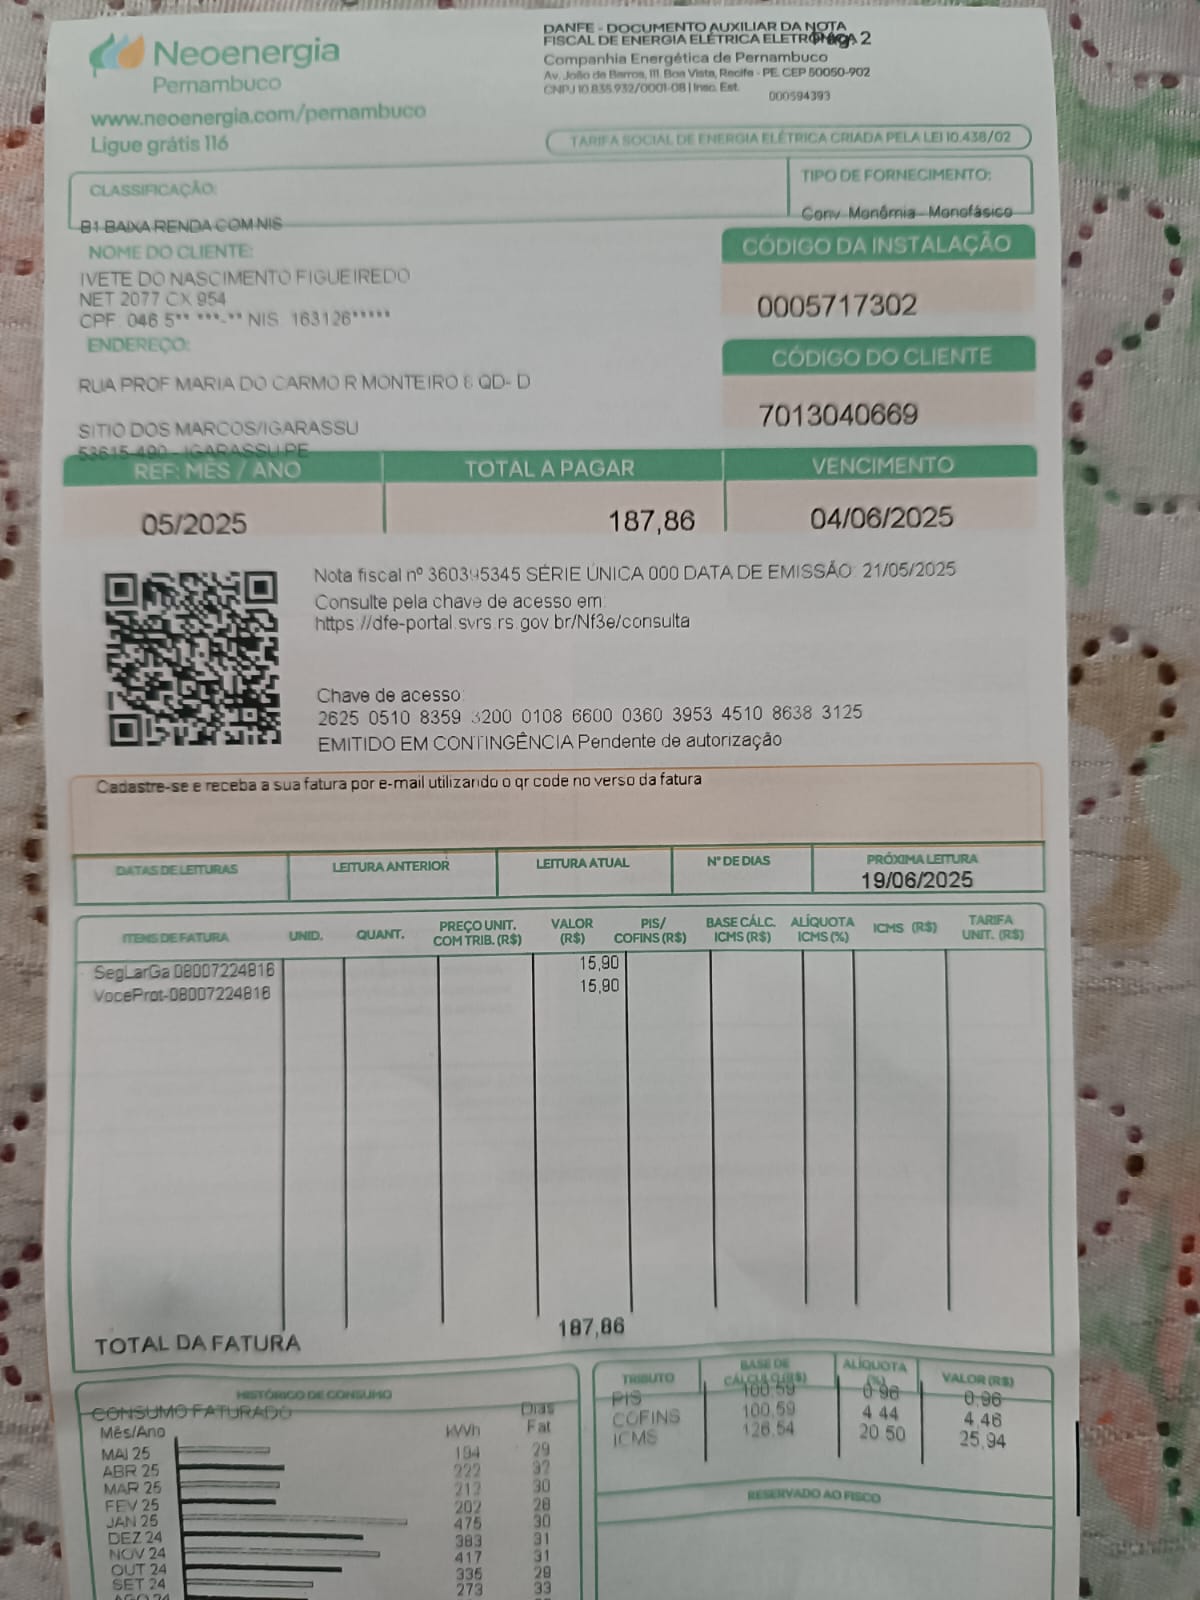 Neoenergia
Pernambuco
www.neoenergia.com/pernambuco
Ligue grátis 116
DANFE - DOCUMENTO AUXILIAR DA NOTA
FISCAL DE ENERGIA ELÉTRICA ELETRÔNICA Pág 2
Companhia Energética de Pernambuco
Av. João de Barros, 111. Boa Vista, Recife - PE. CEP 50050-902
CNPJ 10.835.932/0001-08 | Insc. Est.
000594393
TARIFA SOCIAL DE ENERGIA ELÉTRICA CRIADA PELA LEI 10.438/02
CLASSIFICAÇÃO:
B1 BAIXA RENDA COM NIS
TIPO DE FORNECIMENTO:
Conv. Monômia - Monofásico
NOME DO CLIENTE:
IVETE DO NASCIMENTO FIGUEIREDO
NET 2077 CX 954
CPF: 046.5** ***-** NIS: 163126*****
ENDEREÇO:
RUA PROF MARIA DO CARMO R MONTEIRO QD- D
SITIO DOS MARCOS/IGARASSU
53615-490 - IGARASSU PE
CÓDIGO DA INSTALAÇÃO
0005717302
CÓDIGO DO CLIENTE
7013040669
REF: MÊS / ANO TOTAL A PAGAR VENCIMENTO
05/2025 187,86 04/06/2025
Nota fiscal nº 360395345 SÉRIE ÚNICA 000 DATA DE EMISSÃO: 21/05/2025
Consulte pela chave de acesso em:
https://dfe-portal.svrs.rs.gov.br/Nf3e/consulta
Chave de acesso:
2625 0510 8359 3200 0108 6600 0360 3953 4510 8638 3125
EMITIDO EM CONTINGÊNCIA Pendente de autorização
Cadastre-se e receba a sua fatura por e-mail utilizando o qr code no verso da fatura
DATAS DE LEITURAS LEITURA ANTERIOR LEITURA ATUAL Nº DE DIAS PRÓXIMA LEITURA
19/06/2025
ITENS DE FATURA UNID. QUANT. PREÇO UNIT. COM TRIB. (R$) VALOR (R$) PIS/ COFINS (R$) BASE CÁLC. ICMS (R$) ALÍQUOTA ICMS (%) ICMS (R$) TARIFA UNIT. (R$)
SegLarGa 08007224816 15,90
VoceProt-08007224816 15,90
TOTAL DA FATURA 187,86
HISTÓRICO DE CONSUMO
CONSUMO FATURADO Dias
Mês/Ano kWh Fat
MAI 25 194 29
ABR 25 222 32
MAR 25 212 30
FEV 25 202 28
JAN 25 475 30
DEZ 24 383 31
NOV 24 417 31
OUT 24 335 29
SET 24 273 33
AGO 24
TRIBUTO BASE DE CÁLCULO (R$) ALÍQUOTA (%) VALOR (R$)
PIS 100,59 0,96 0,96
COFINS 100,59 4,44 4,46
ICMS 126,54 20,50 25,94
RESERVADO AO FISCO